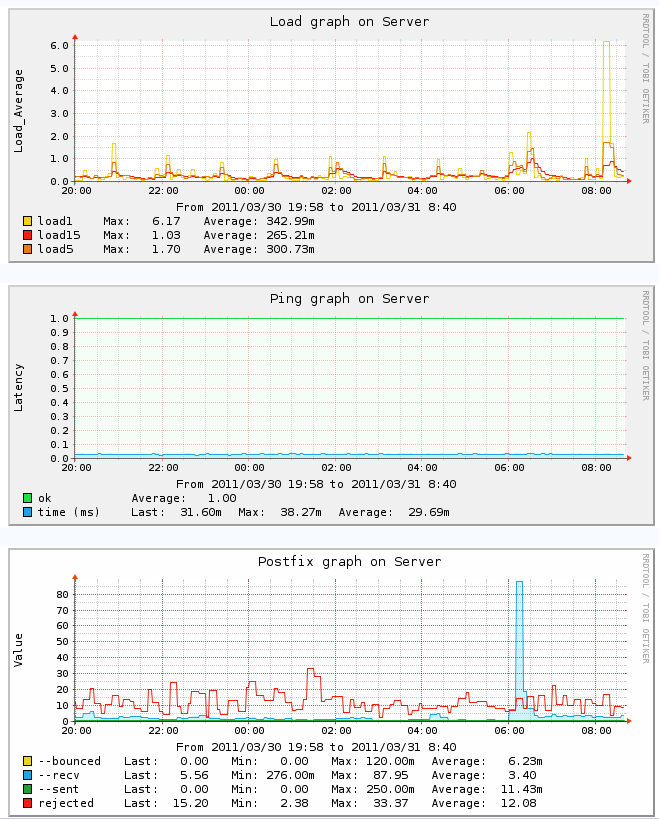 Load graph on Server
RRDTOOL / TOBI OETIKER
Load_Average
6.0
5.0
4.0
3.0
2.0
1.0
0.0
20:00 22:00 00:00 02:00 04:00 06:00 08:00
From 2011/03/30 19:58 to 2011/03/31 8:40
load1 Max: 6.17 Average: 342.99m
load15 Max: 1.03 Average: 265.21m
load5 Max: 1.70 Average: 300.73m
Ping graph on Server
RRDTOOL / TOBI OETIKER
Latency
1.0
0.9
0.8
0.7
0.6
0.5
0.4
0.3
0.2
0.1
0.0
20:00 22:00 00:00 02:00 04:00 06:00 08:00
From 2011/03/30 19:58 to 2011/03/31 8:40
ok Average: 1.00
time (ms) Last: 31.60m Max: 38.27m Average: 29.69m
Postfix graph on Server
RRDTOOL / TOBI OETIKER
Value
80
70
60
50
40
30
20
10
0
20:00 22:00 00:00 02:00 04:00 06:00 08:00
From 2011/03/30 19:58 to 2011/03/31 8:40
--bounced Last: 0.00 Min: 0.00 Max: 120.00m Average: 6.23m
--recv Last: 5.56 Min: 276.00m Max: 87.95 Average: 3.40
--sent Last: 0.00 Min: 0.00 Max: 250.00m Average: 11.43m
rejected Last: 15.20 Min: 2.38 Max: 33.37 Average: 12.08